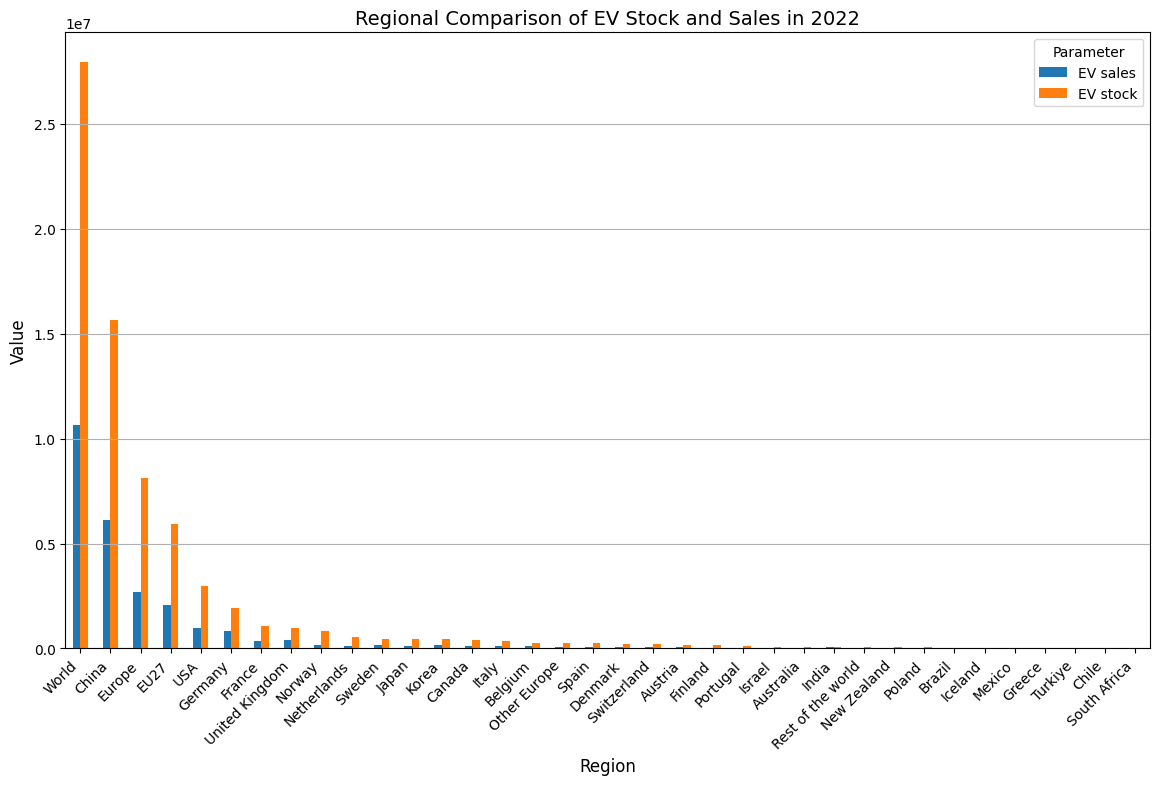 Regional Comparison of EV Stock and Sales in 2022
1e7
Parameter
EV sales
EV stock
2.5
2.0
1.5
1.0
0.5
0.0
Value
World
China
Europe
EU27
USA
Germany
France
United Kingdom
Norway
Netherlands
Sweden
Japan
Korea
Canada
Italy
Belgium
Other Europe
Spain
Denmark
Switzerland
Austria
Finland
Portugal
Israel
Australia
India
Rest of the world
New Zealand
Poland
Brazil
Iceland
Mexico
Greece
Turkiye
Chile
South Africa
Region